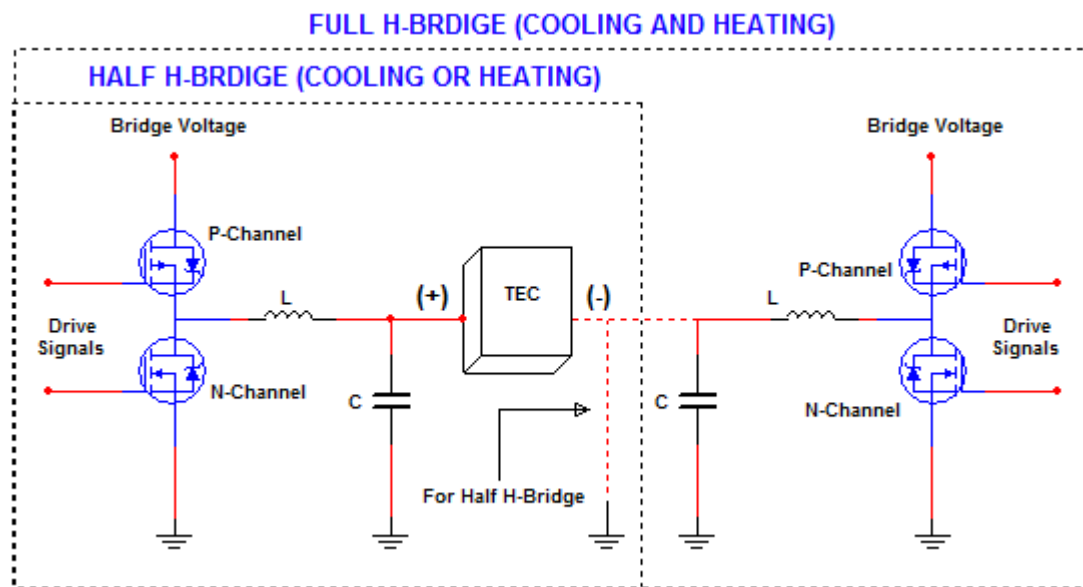 FULL H-BRDIGE (COOLING AND HEATING)
HALF H-BRDIGE (COOLING OR HEATING)
Bridge Voltage
Bridge Voltage
P-Channel
P-Channel
L
(+)
TEC
(-)
L
Drive
Signals
Drive
Signals
N-Channel
C
C
N-Channel
For Half H-Bridge